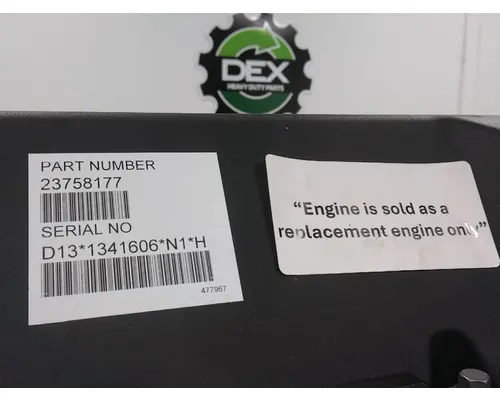 DEX
HEAVY DUTY PARTS
PART NUMBER
23758177
SERIAL NO
D13*1341606*N1*H
477967
“Engine is sold as a
replacement engine only”